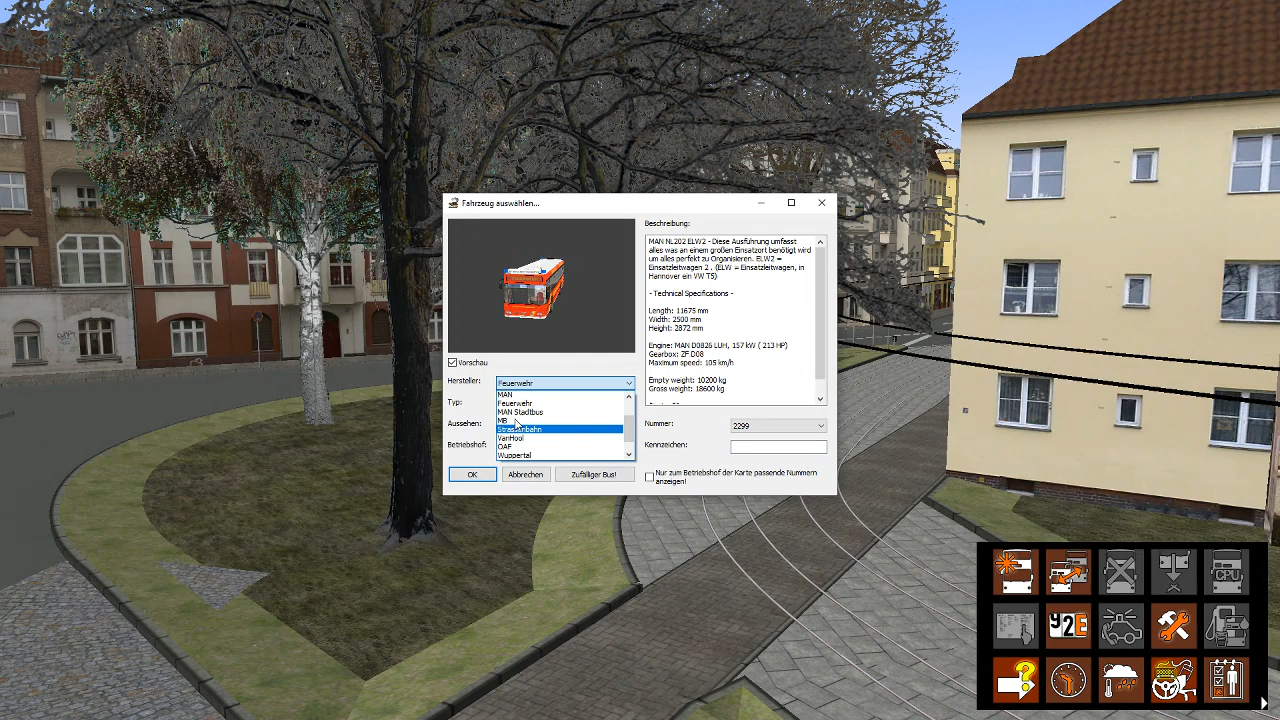 Fahrzeug auswählen...
Beschreibung:
MAN NL202 ELW2 - Diese Ausführung umfasst
alles was an einem großen Einsatzort benötigt wird
um alles perfekt zu Organisieren. ELW2 =
Einsatzleitwagen 2 . (ELW = Einsatzleitwagen, in
Hannover ein VW T5)
- Technical Specifications -
Length: 11675 mm
Width: 2500 mm
Height: 2872 mm
Engine: MAN D0826 LUH, 157 kW ( 213 HP)
Gearbox: ZF D08
Maximum speed: 105 km/h
Empty weight: 10200 kg
Gross weight: 18600 kg
Vorschau
Hersteller:
Feuerwehr
MAN
Feuerwehr
MAN Stadtbus
MB
Strassenbahn
VanHool
OAF
Wuppertal
Typ:
Aussehen:
Betriebshof:
Nummer:
2299
Kennzeichen:
OK
Abbrechen
Zufälliger Bus!
Nur zum Betriebshof der Karte passende Nummern
anzeigen!
CPU
92E
?